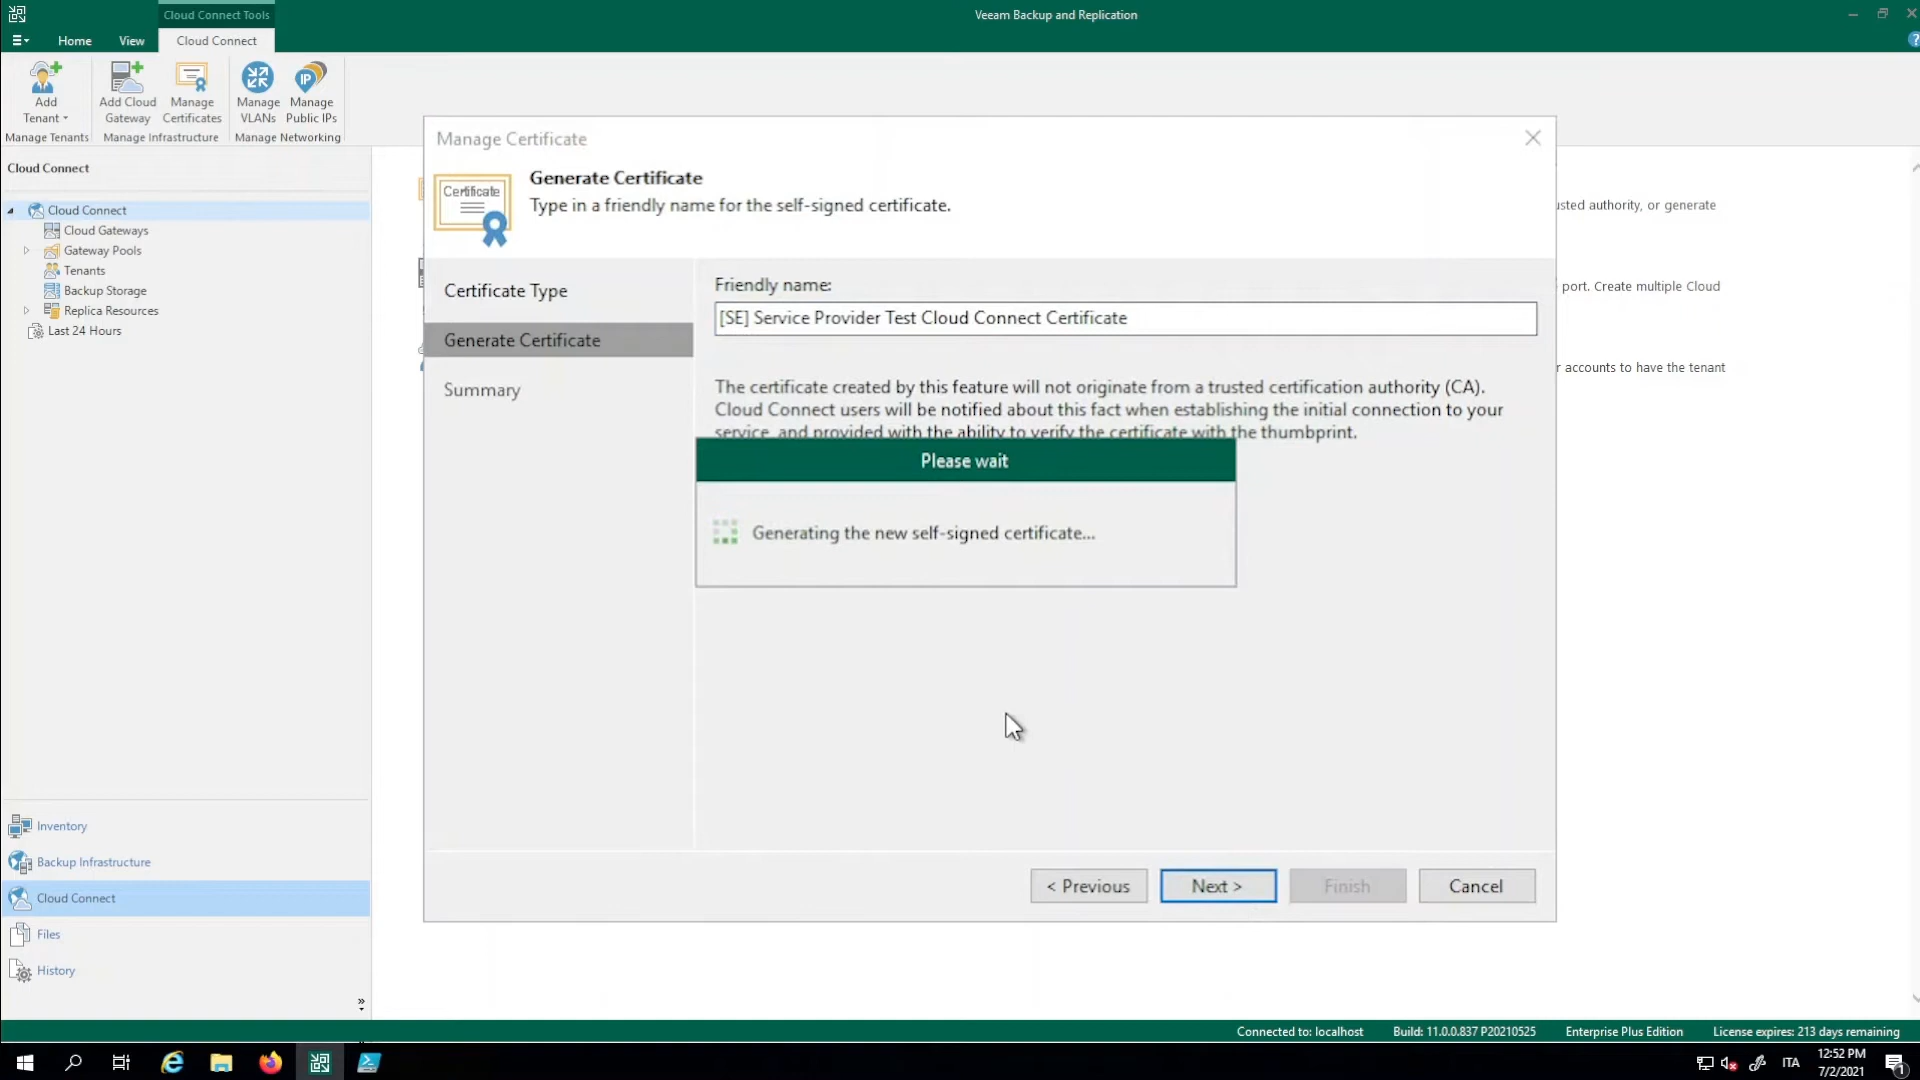 Cloud Connect Tools
Veeam Backup and Replication
Home
View
Cloud Connect
Add
Tenant
Add Cloud
Gateway
Manage
Certificates
Manage
VLANs
Manage
Public IPs
Manage Tenants
Manage Infrastructure
Manage Networking
Cloud Connect
Cloud Connect
Cloud Gateways
Gateway Pools
Tenants
Backup Storage
Replica Resources
Last 24 Hours
Inventory
Backup Infrastructure
Cloud Connect
Files
History
Manage Certificate
Certificate
Generate Certificate
Type in a friendly name for the self-signed certificate.
Certificate Type
Generate Certificate
Summary
Friendly name:
[SE] Service Provider Test Cloud Connect Certificate
The certificate created by this feature will not originate from a trusted certification authority (CA).
Cloud Connect users will be notified about this fact when establishing the initial connection to your
service, and provided with the ability to verify the certificate with the thumbprint.
Please wait
Generating the new self-signed certificate...
< Previous
Next >
Finish
Cancel
usted authority, or generate
port. Create multiple Cloud
r accounts to have the tenant
Connected to: localhost
Build: 11.0.0.837 P20210525
Enterprise Plus Edition
License expires: 213 days remaining
ITA
12:52 PM
7/2/2021
1